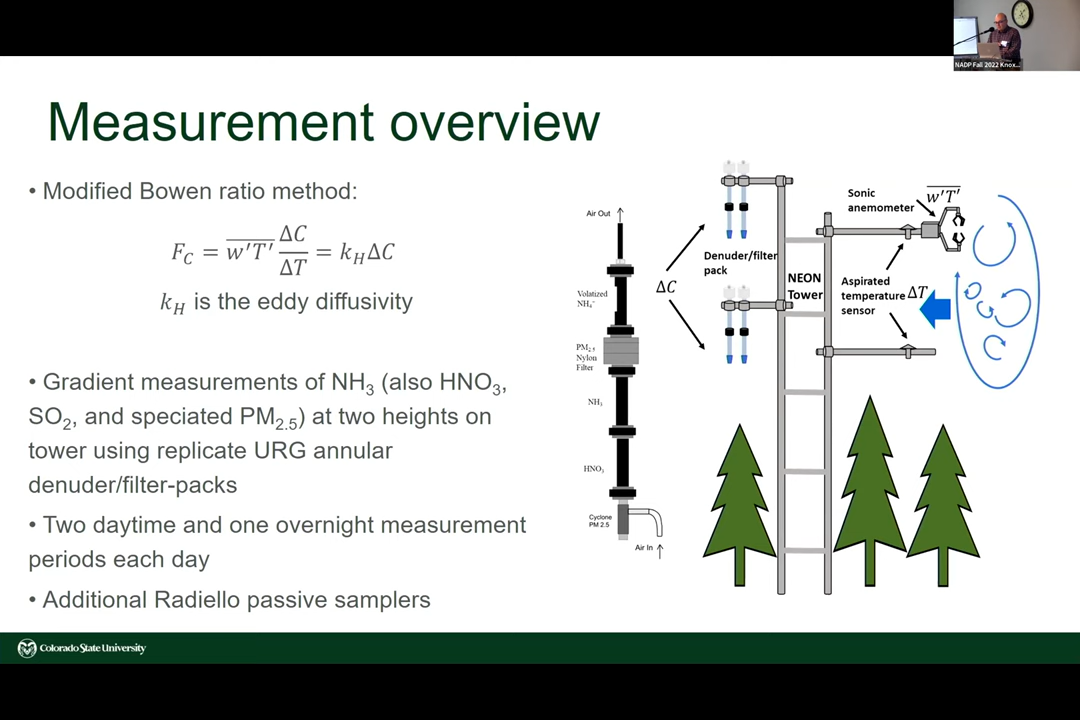 NADP Fall 2022 Knox...
Measurement overview
• Modified Bowen ratio method:
F_C = \overline{w'T'} \frac{ΔC}{ΔT} = k_HΔC
k_H is the eddy diffusivity
• Gradient measurements of NH₃ (also HNO₃,
SO₂, and speciated PM₂.₅) at two heights on
tower using replicate URG annular
denuder/filter-packs
• Two daytime and one overnight measurement
periods each day
• Additional Radiello passive samplers
Air Out
Volatized
PM₂.₅
Nylon
Filter
NH₃
HNO₃
Cyclone
PM 2.5
Air In
ΔC
Denuder/filter
pack
NEON
Tower
Sonic
anemometer
\overline{w'T'}
Aspirated
temperature
sensor
ΔT
Colorado State University